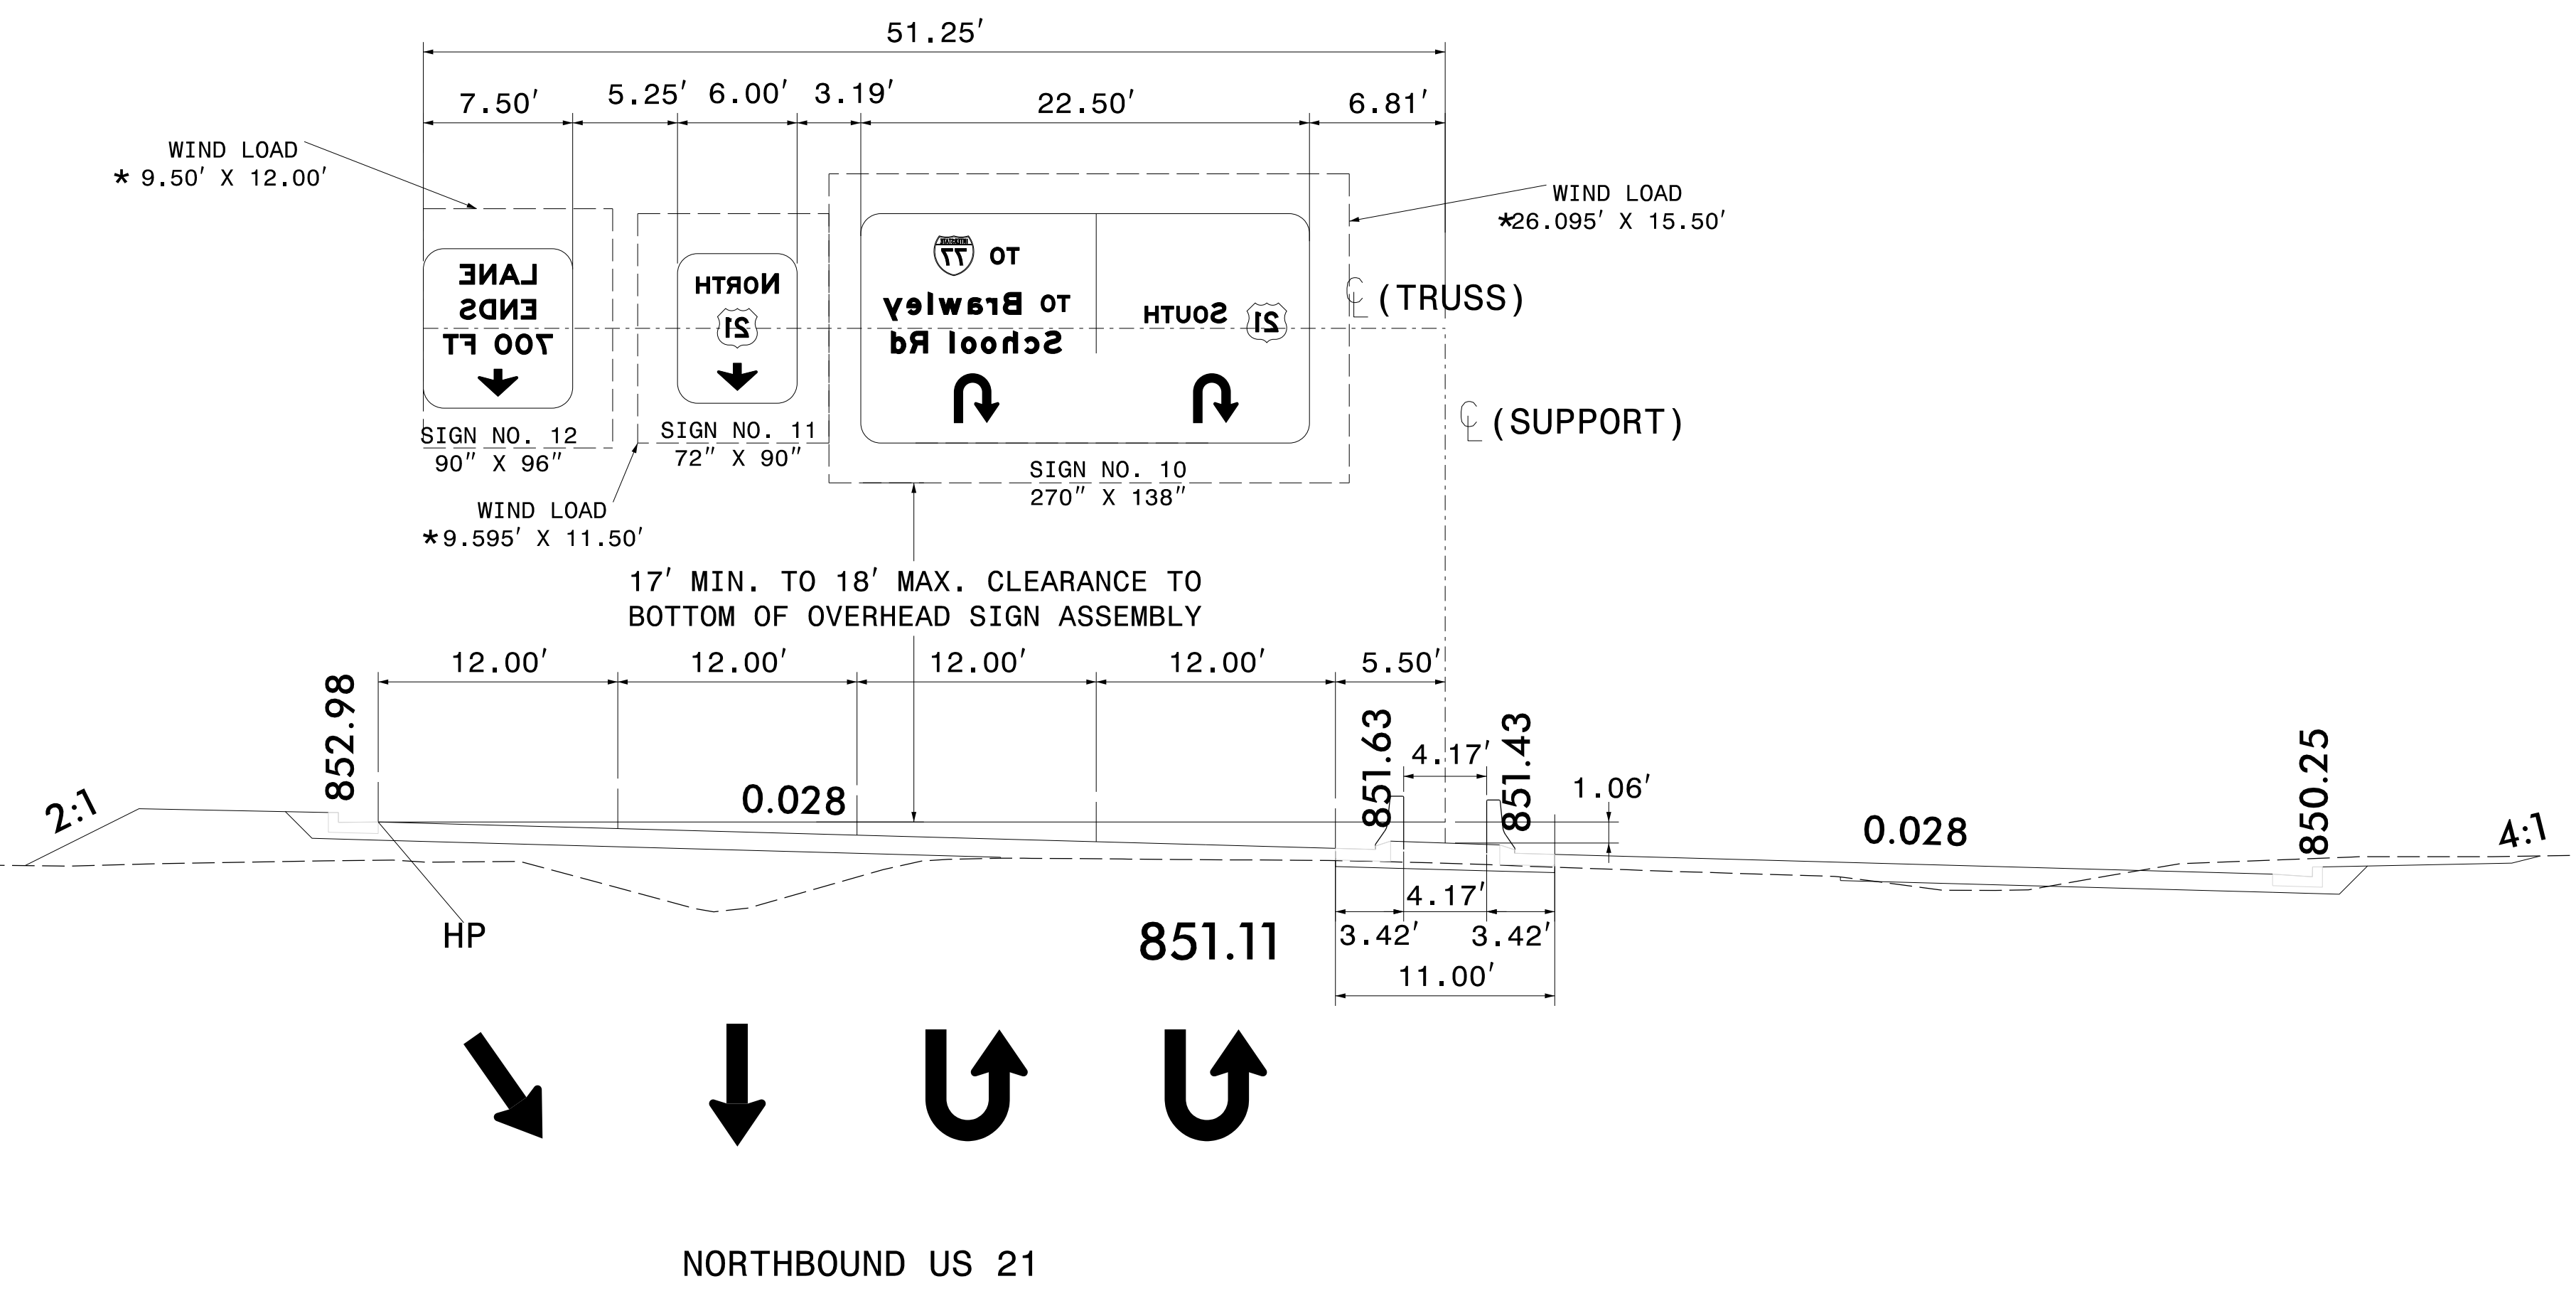 51.25'
7.50' 5.25' 6.00' 3.19' 22.50' 6.81'
WIND LOAD
* 9.50' X 12.00'
WIND LOAD
*26.095' X 15.50'
LANE
ENDS
700 FT
NORTH
21
INTERSTATE
77 TO
TO Brawley
School Rd
SOUTH 21
CL (TRUSS)
CL (SUPPORT)
SIGN NO. 12
90" X 96"
SIGN NO. 11
72" X 90"
SIGN NO. 10
270" X 138"
WIND LOAD
*9.595' X 11.50'
17' MIN. TO 18' MAX. CLEARANCE TO
BOTTOM OF OVERHEAD SIGN ASSEMBLY
12.00' 12.00' 12.00' 12.00' 5.50'
852.98
851.63
4.17'
851.43
1.06'
850.25
2:1
0.028
0.028
4:1
HP
4.17'
3.42' 3.42'
851.11
11.00'
NORTHBOUND US 21